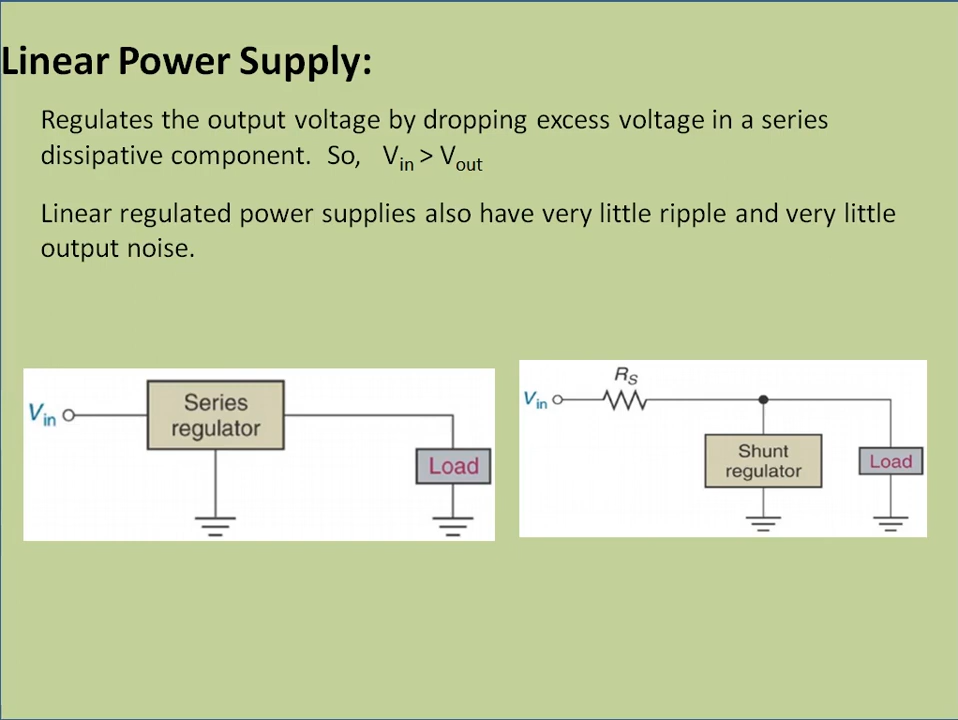 Linear Power Supply:
Regulates the output voltage by dropping excess voltage in a series
dissipative component. So, Vin > Vout
Linear regulated power supplies also have very little ripple and very little
output noise.
Vin
Series
regulator
Load
Vin
RS
Shunt
regulator
Load